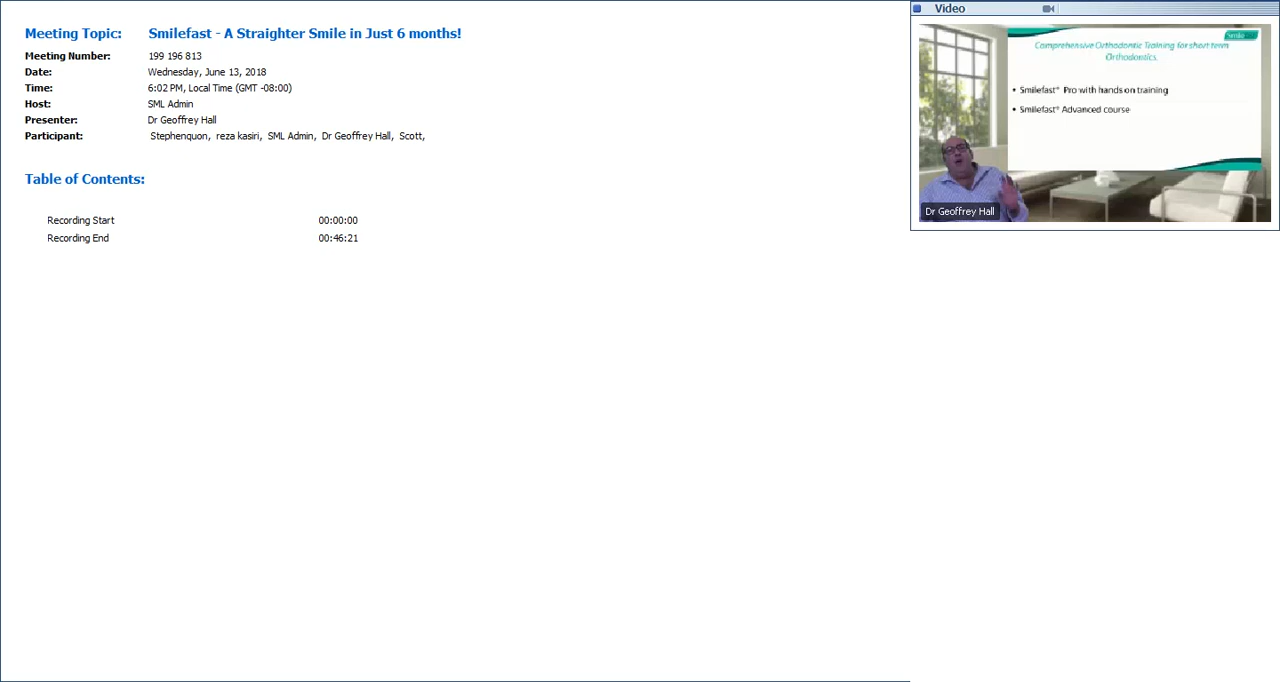 Meeting Topic: Smilefast - A Straighter Smile in Just 6 months!
Meeting Number: 199 196 813
Date: Wednesday, June 13, 2018
Time: 6:02 PM, Local Time (GMT -08:00)
Host: SML Admin
Presenter: Dr Geoffrey Hall
Participant: Stephenquon, reza kasiri, SML Admin, Dr Geoffrey Hall, Scott,
Table of Contents:
Recording Start 00:00:00
Recording End 00:46:21
Video
Smile
Comprehensive Orthodontic Training for short term
Orthodontics.
• Smilefast® Pro with hands on training
• Smilefast® Advanced course
Dr Geoffrey Hall